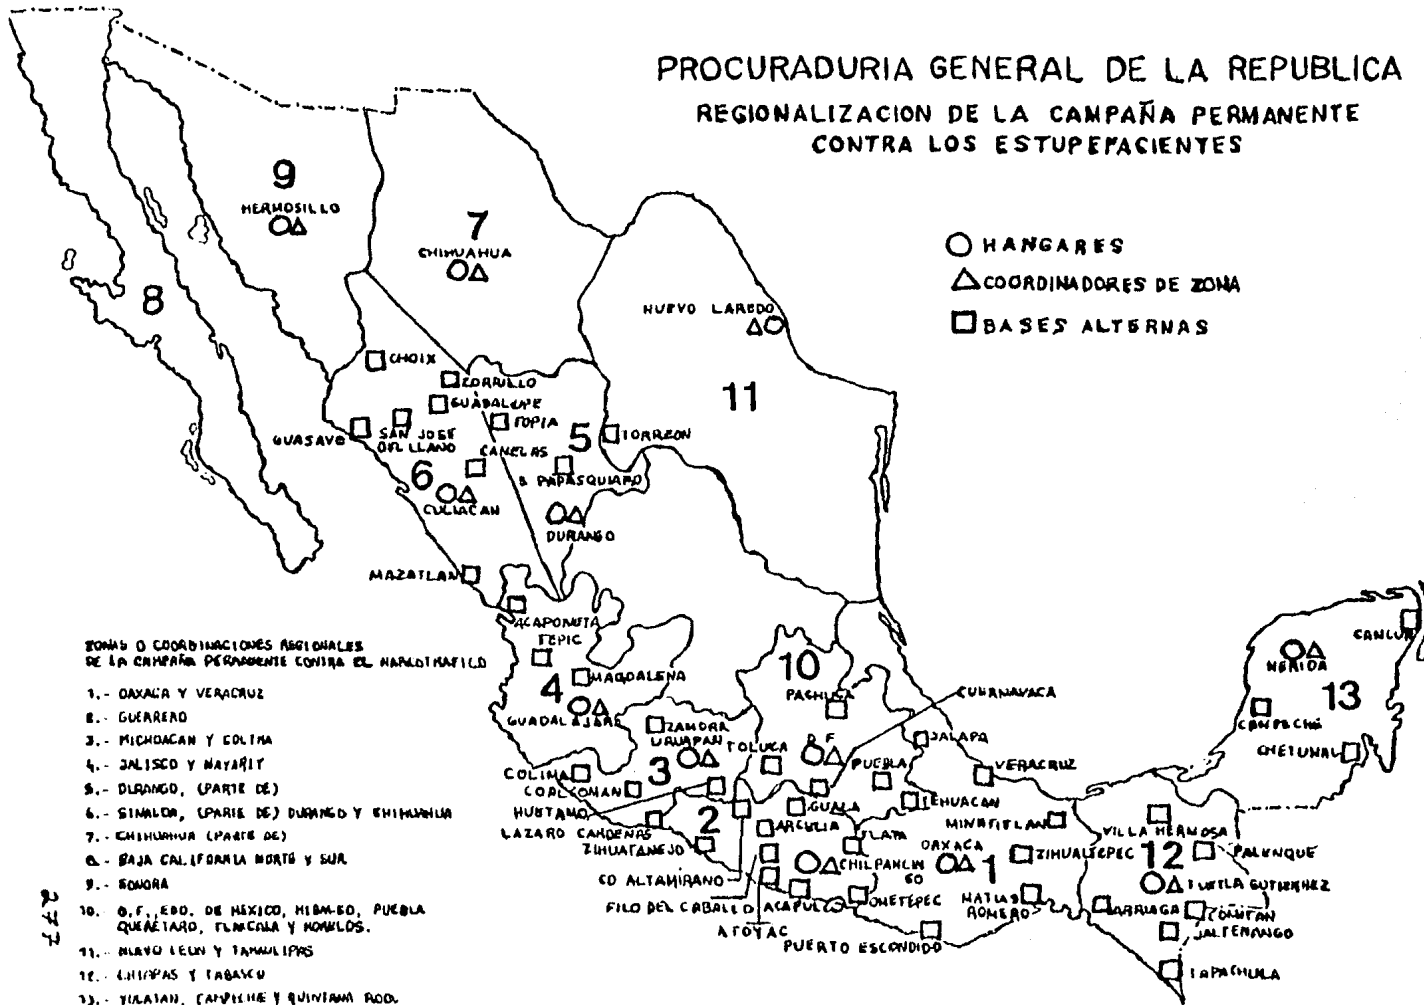 PROCURADURIA GENERAL DE LA REPUBLICA
REGIONALIZACION DE LA CAMPAÑA PERMANENTE
CONTRA LOS ESTUPEFACIENTES
HANGARES
COORDINADORES DE ZONA
BASES ALTERNAS
9
HERMOSILLO
7
CHIHUAHUA
8
NUEVO LAREDO
11
CHOIX
ZORRILLO
GUADALUPE
TOPIA
GUASAVE
SAN JOSE
DEL LLANO
5
TORREON
CANELAS
6
S PAPASQUIARO
CULIACAN
DURANGO
MAZATLAN
ACAPONETA
TEPIC
4
MAGDALENA
GUADALAJARA
10
PACHUCA
CUERNAVACA
CANCUN
MERIDA
13
CAMPECHE
CHETUMAL
ZAMORA
URUAPAN
TOLUCA
D F
JALAPA
PUEBLA
VERACRUZ
COLIMA
COALCOMAN
3
HUETAMO
LAZARO CARDENAS
2
IGUALA
TEHUACAN
MINATITLAN
VILLA HERMOSA
ARCELIA
TLAPA
ZIHUATANEJO
CHILPANCINGO
OAXACA
1
ZIHUALTEPEC
12
PALENQUE
CD ALTAMIRANO
TUXTLA GUTIERREZ
FILO DEL CABALLO
ACAPULCO
OMETEPEC
MATIAS
ROMERO
ARRIAGA
COMITAN
ATOYAC
JALTENANGO
PUERTO ESCONDIDO
TAPACHULA
ZONAS O COORDINACIONES REGIONALES
DE LA CAMPAÑA PERMANENTE CONTRA EL NARCOTRAFICO
1.- OAXACA Y VERACRUZ
2.- GUERRERO
3.- MICHOACAN Y COLIMA
4.- JALISCO Y NAYARIT
5.- DURANGO, (PARTE DE)
6.- SINALOA, (PARTE DE) DURANGO Y CHIHUAHUA
7.- CHIHUAHUA (PARTE DE)
8.- BAJA CALIFORNIA NORTE Y SUR
9.- SONORA
10.- D.F., EDO. DE MEXICO, HIDALGO, PUEBLA
QUERETARO, TLAXCALA Y MORELOS.
11.- NUEVO LEON Y TAMAULIPAS
12.- CHIAPAS Y TABASCO
13.- YUCATAN, CAMPECHE Y QUINTANA ROO.
277